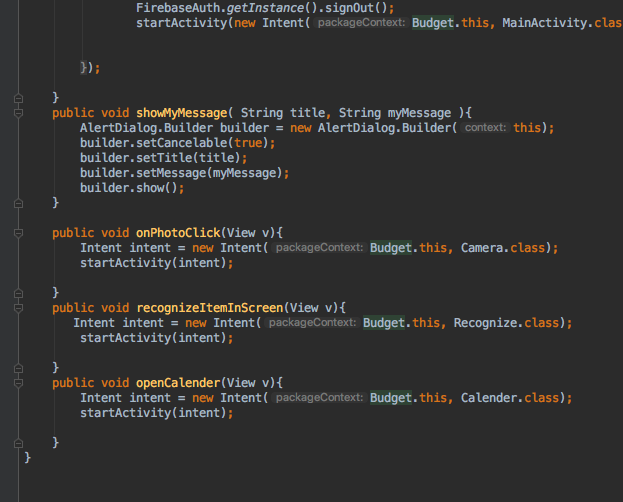 FirebaseAuth.getInstance().signOut();
startActivity(new Intent( packageContext: Budget.this, MainActivity.clas
});
}
public void showMyMessage( String title, String myMessage ){
AlertDialog.Builder builder = new AlertDialog.Builder( context: this);
builder.setCancelable(true);
builder.setTitle(title);
builder.setMessage(myMessage);
builder.show();
}
public void onPhotoClick(View v){
Intent intent = new Intent( packageContext: Budget.this, Camera.class);
startActivity(intent);
}
public void recognizeItemInScreen(View v){
Intent intent = new Intent( packageContext: Budget.this, Recognize.class);
startActivity(intent);
}
public void openCalender(View v){
Intent intent = new Intent( packageContext: Budget.this, Calender.class);
startActivity(intent);
}
}